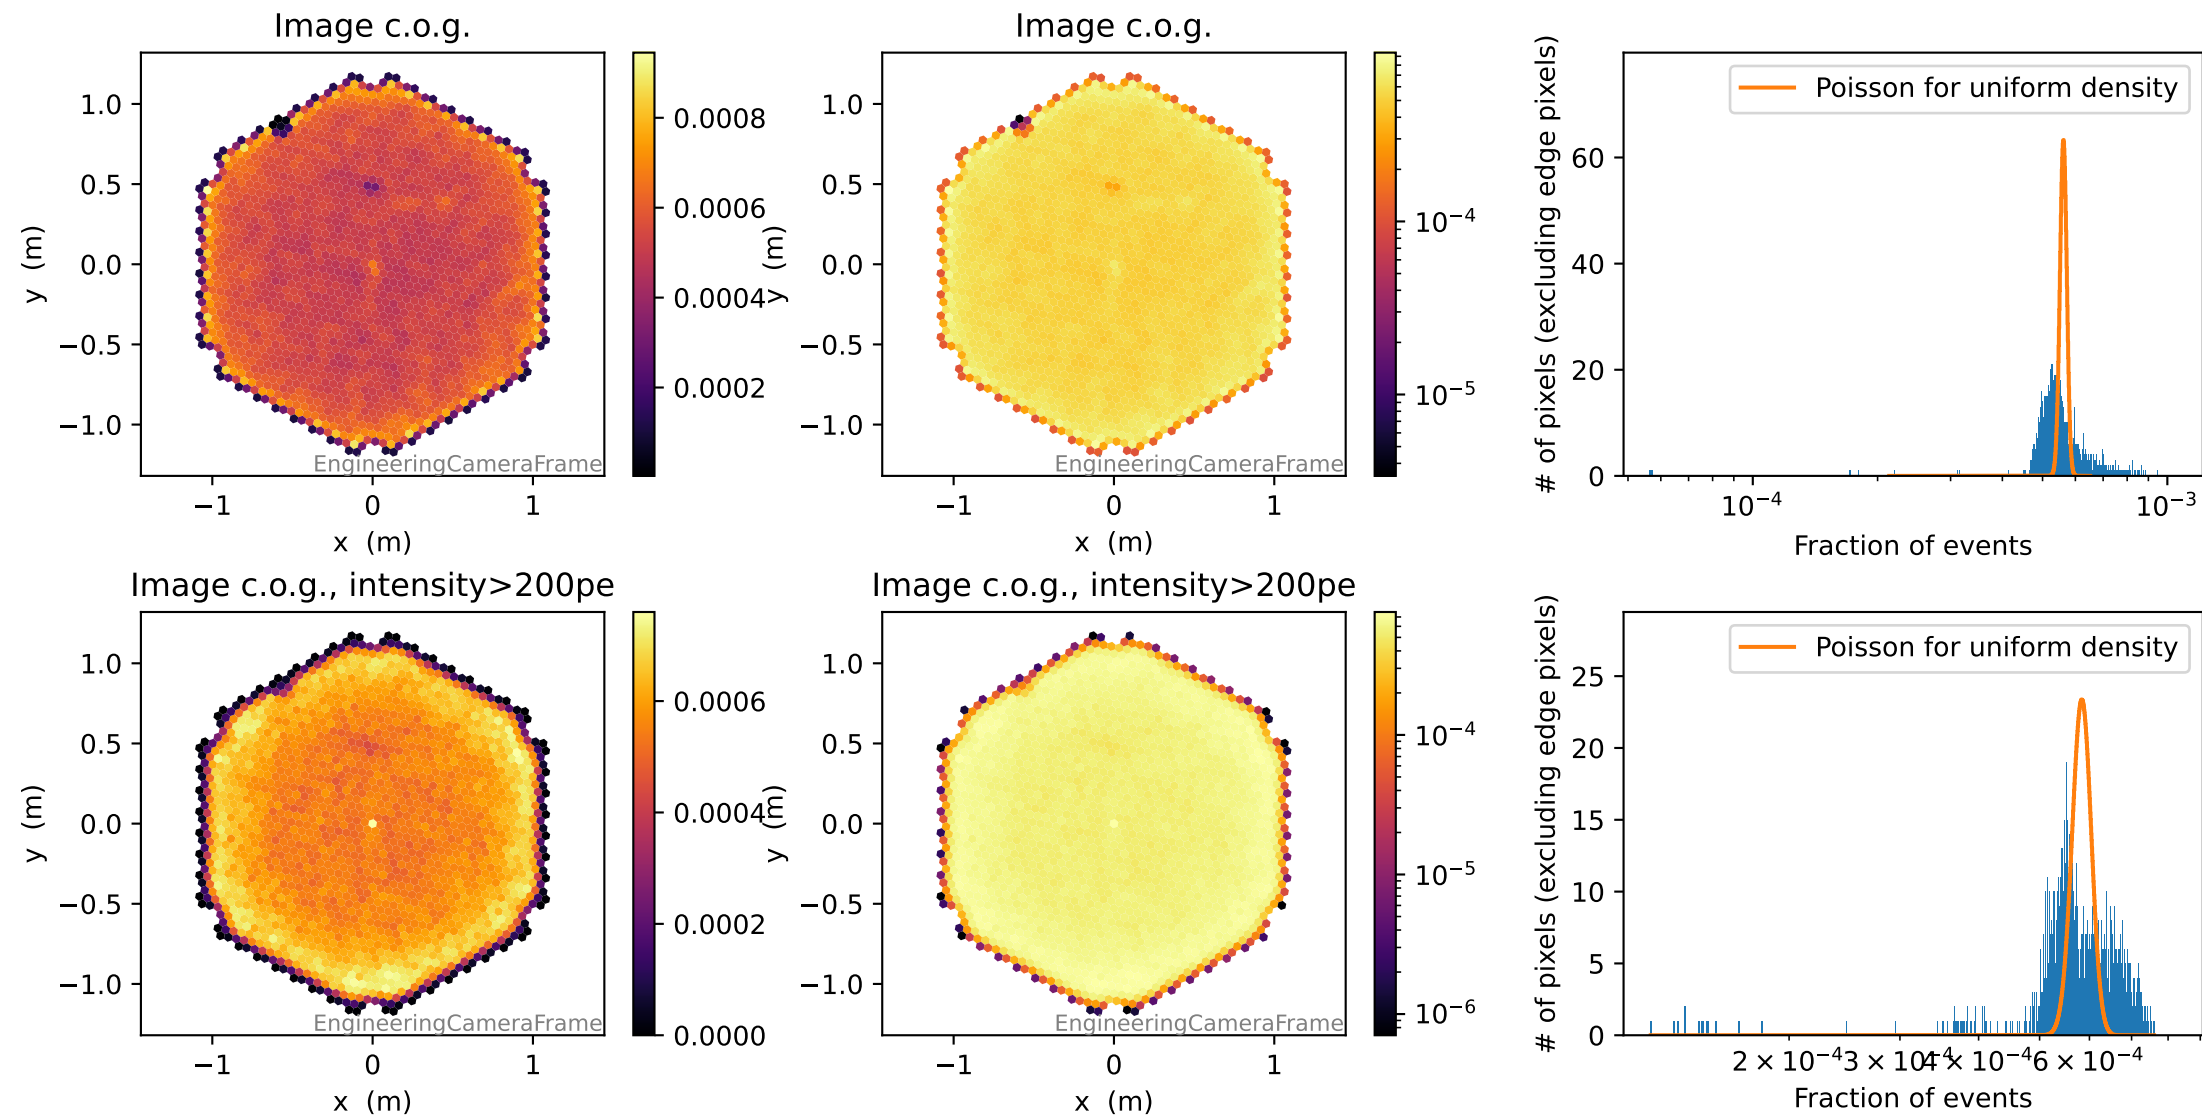 Image c.o.g.
1.0
0.5
0.0
−0.5
−1.0
y (m)
−1
0
1
x (m)
EngineeringCameraFrame
0.0008
0.0006
0.0004
0.0002
Image c.o.g.
1.0
0.5
0.0
−0.5
−1.0
y (m)
−1
0
1
x (m)
EngineeringCameraFrame
10⁻⁴
10⁻⁵
# of pixels (excluding edge pixels)
60
40
20
0
Poisson for uniform density
10⁻⁴
10⁻³
Fraction of events
Image c.o.g., intensity>200pe
1.0
0.5
0.0
−0.5
−1.0
y (m)
−1
0
1
x (m)
EngineeringCameraFrame
0.0006
0.0004
0.0002
0.0000
Image c.o.g., intensity>200pe
1.0
0.5
0.0
−0.5
−1.0
y (m)
−1
0
1
x (m)
EngineeringCameraFrame
10⁻⁴
10⁻⁵
10⁻⁶
# of pixels (excluding edge pixels)
25
20
15
10
5
0
Poisson for uniform density
2 × 10⁻⁴
3 × 10⁻⁴
4 × 10⁻⁴
6 × 10⁻⁴
Fraction of events